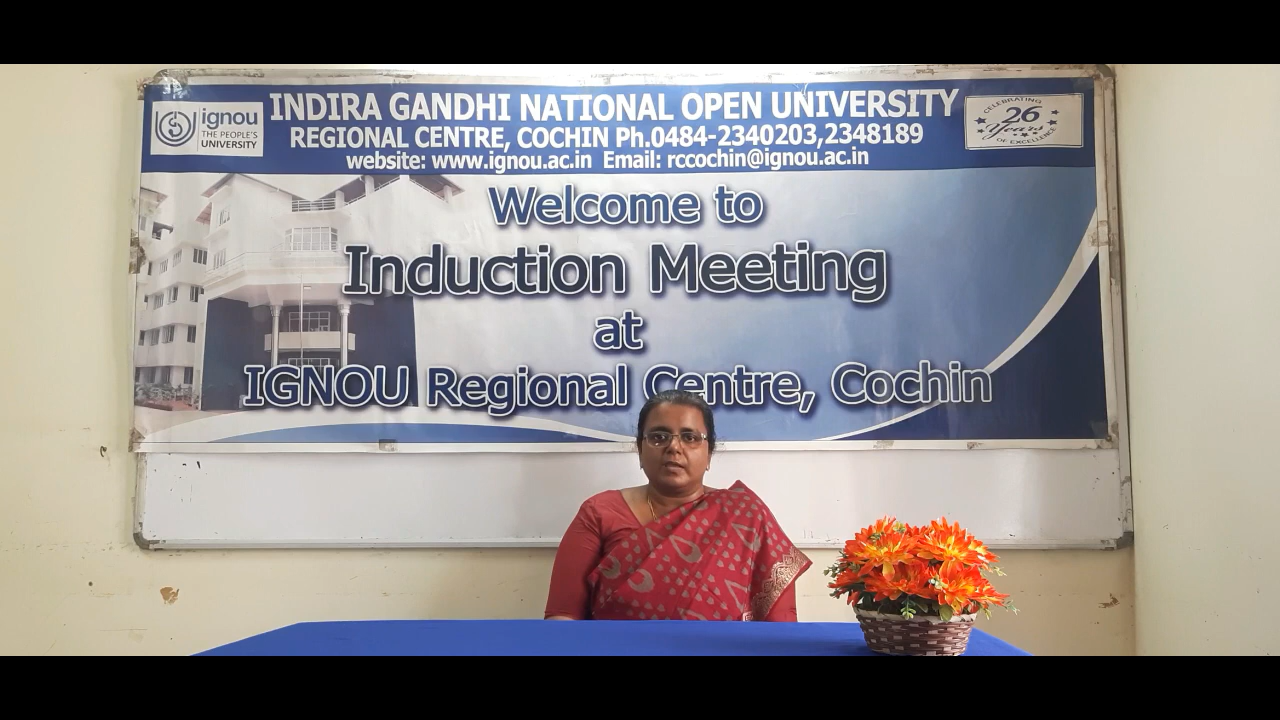 ignou
THE PEOPLE'S
UNIVERSITY
INDIRA GANDHI NATIONAL OPEN UNIVERSITY
REGIONAL CENTRE, COCHIN Ph.0484-2340203,2348189
website: www.ignou.ac.in Email: rccochin@ignou.ac.in
CELEBRATING
26
Years
OF EXCELLENCE
Welcome to
Induction Meeting
at
IGNOU Regional Centre, Cochin